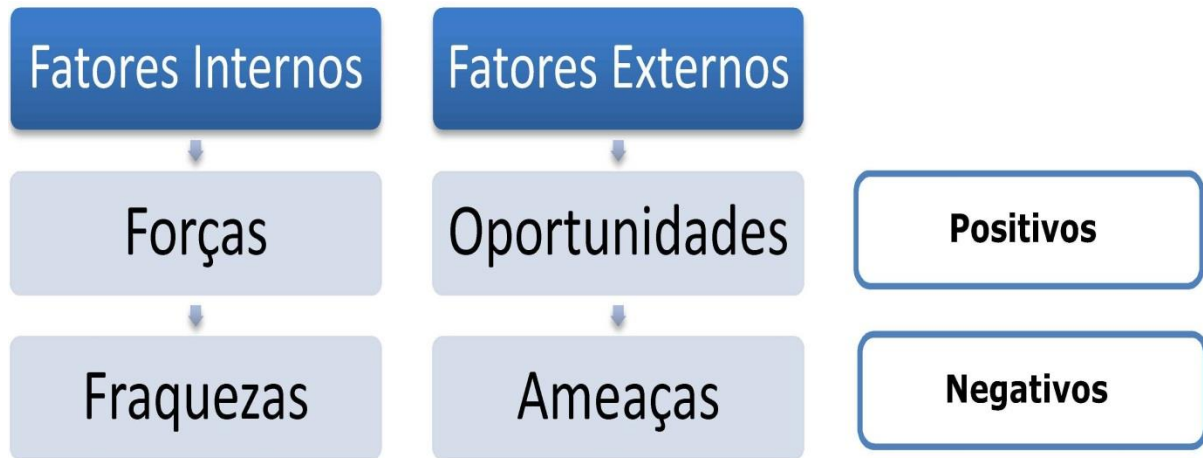 Fatores Internos
Fatores Externos
Forças
Oportunidades
Positivos
Fraquezas
Ameaças
Negativos